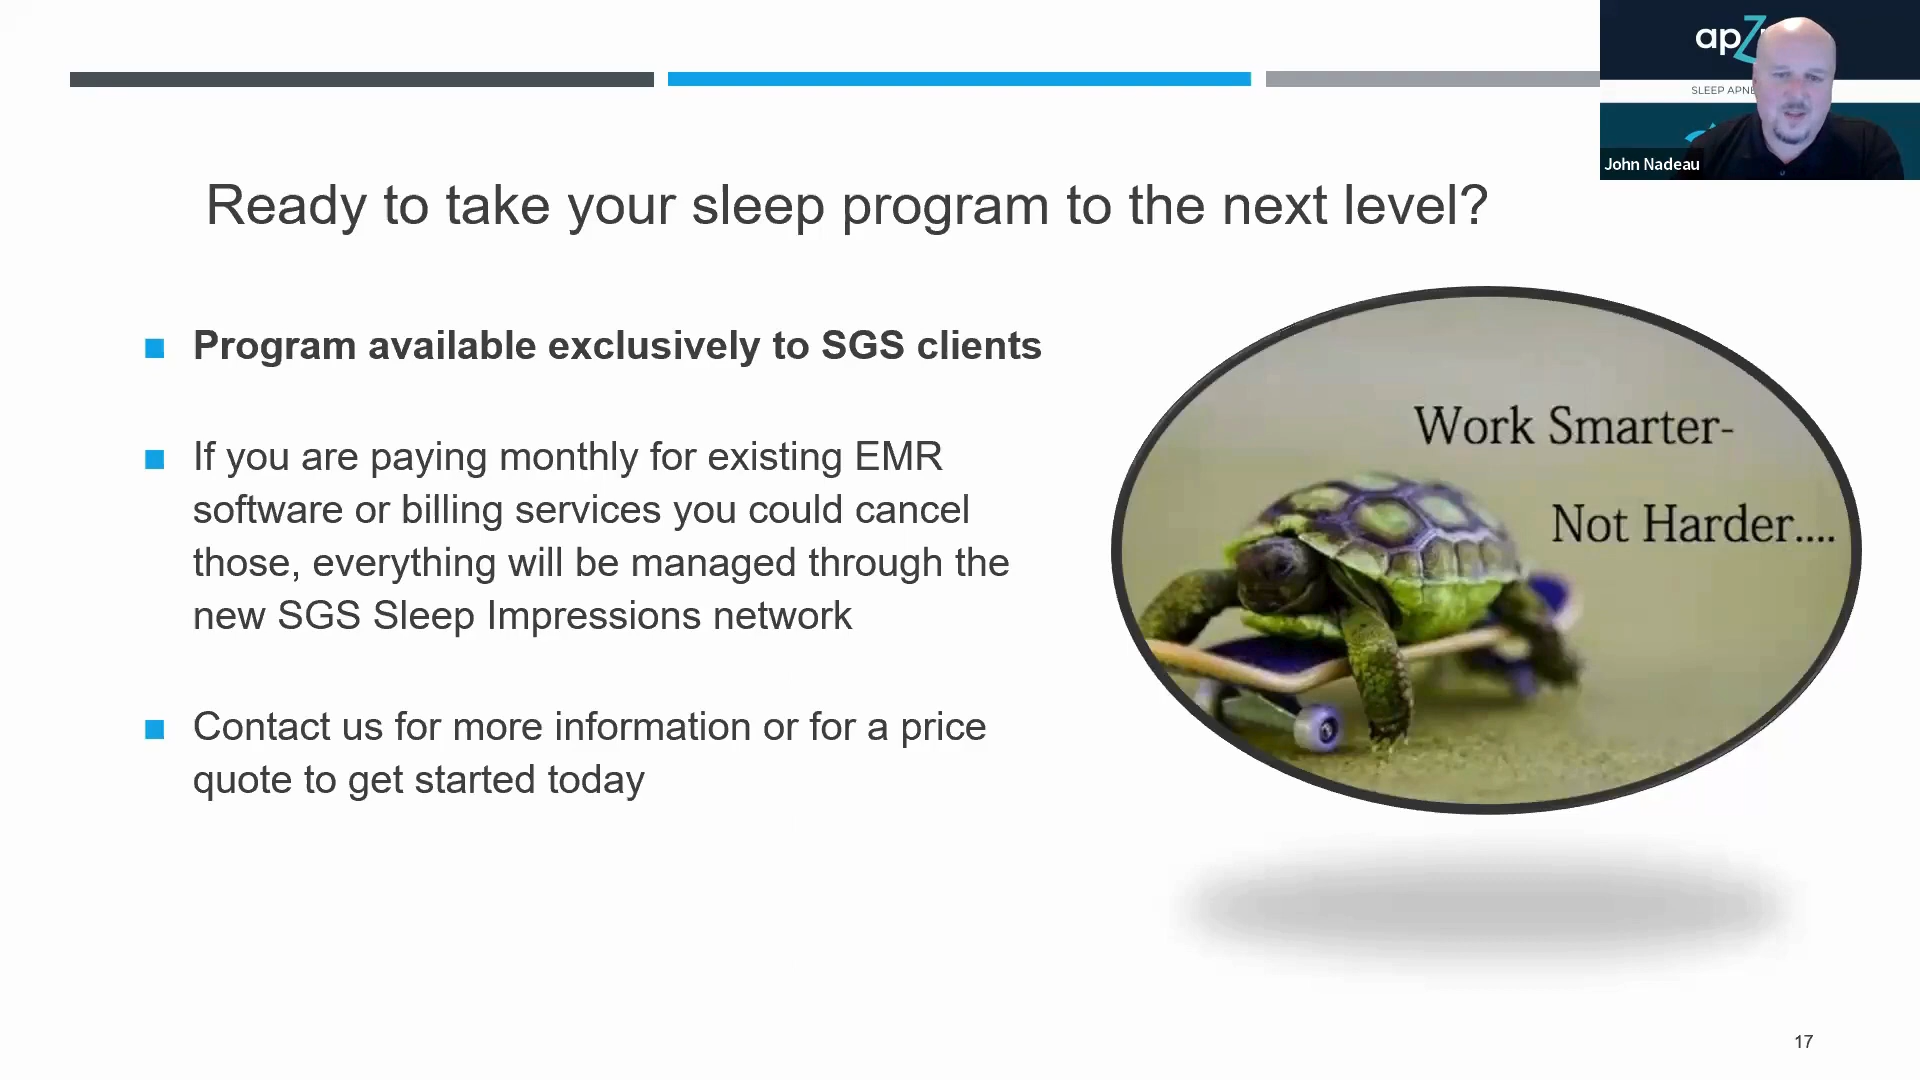 apZ
SLEEP APNE
John Nadeau
Ready to take your sleep program to the next level?
Program available exclusively to SGS clients
If you are paying monthly for existing EMR
software or billing services you could cancel
those, everything will be managed through the
new SGS Sleep Impressions network
Contact us for more information or for a price
quote to get started today
Work Smarter-
Not Harder....
17